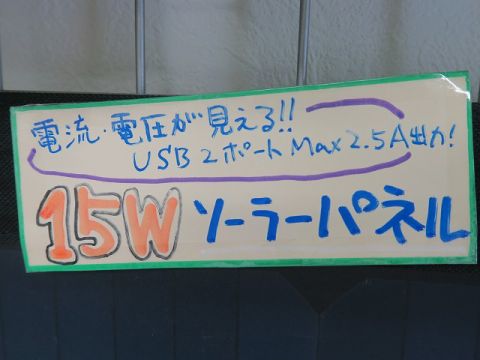 電流・電圧が見える!!
USB 2ポート Max 2.5A出力!
15W ソーラーパネル